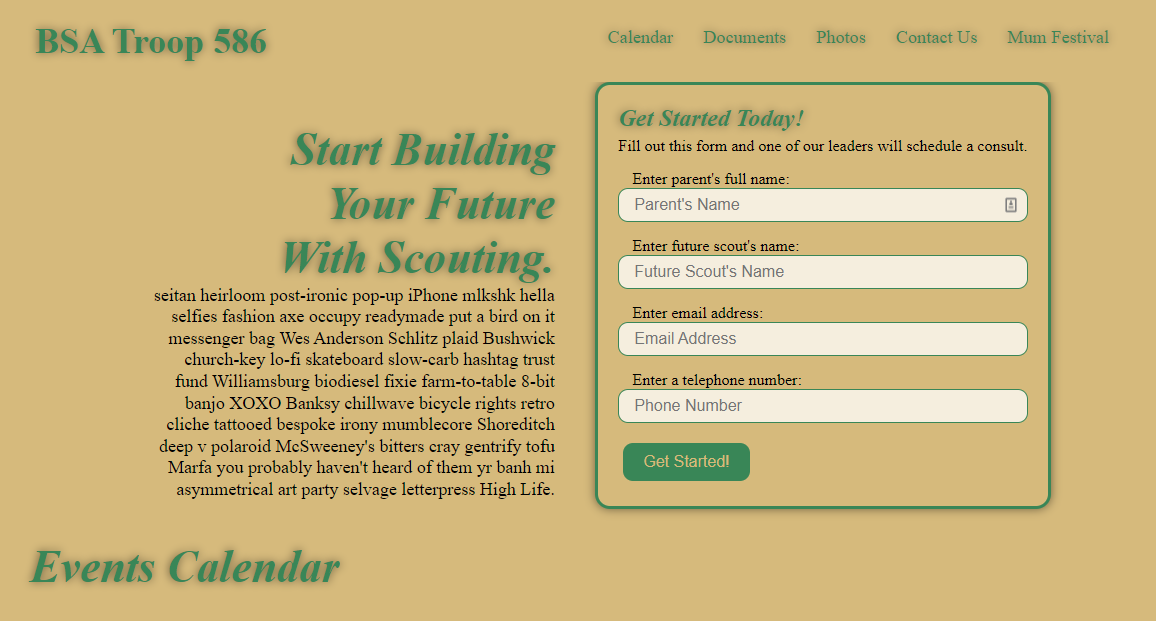 BSA Troop 586
Calendar Documents Photos Contact Us Mum Festival
Start Building
Your Future
With Scouting.
seitan heirloom post-ironic pop-up iPhone mlkshk hella
selfies fashion axe occupy readymade put a bird on it
messenger bag Wes Anderson Schlitz plaid Bushwick
church-key lo-fi skateboard slow-carb hashtag trust
fund Williamsburg biodiesel fixie farm-to-table 8-bit
banjo XOXO Banksy chillwave bicycle rights retro
cliche tattooed bespoke irony mumblecore Shoreditch
deep v polaroid McSweeney's bitters cray gentrify tofu
Marfa you probably haven't heard of them yr banh mi
asymmetrical art party selvage letterpress High Life.
Get Started Today!
Fill out this form and one of our leaders will schedule a consult.
Enter parent's full name:
Parent's Name
Enter future scout's name:
Future Scout's Name
Enter email address:
Email Address
Enter a telephone number:
Phone Number
Get Started!
Events Calendar